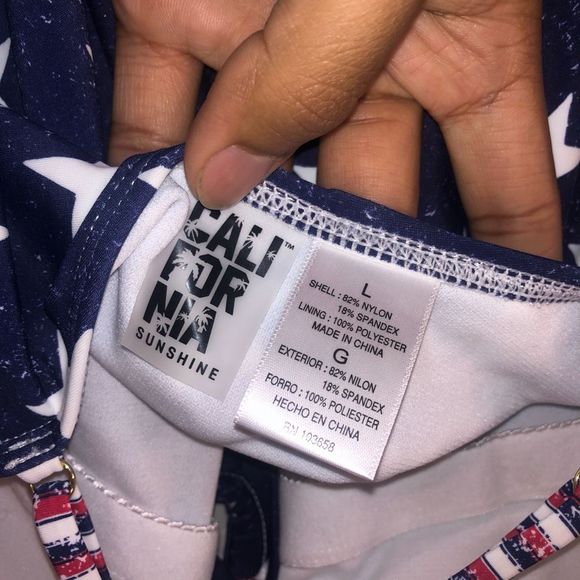 CALI™
FOR
NIA
SUNSHINE
L
SHELL : 82% NYLON
18% SPANDEX
LINING : 100% POLYESTER
MADE IN CHINA
G
EXTERIOR : 82% NILON
18% SPANDEX
FORRO : 100% POLIESTER
HECHO EN CHINA
RN 103658